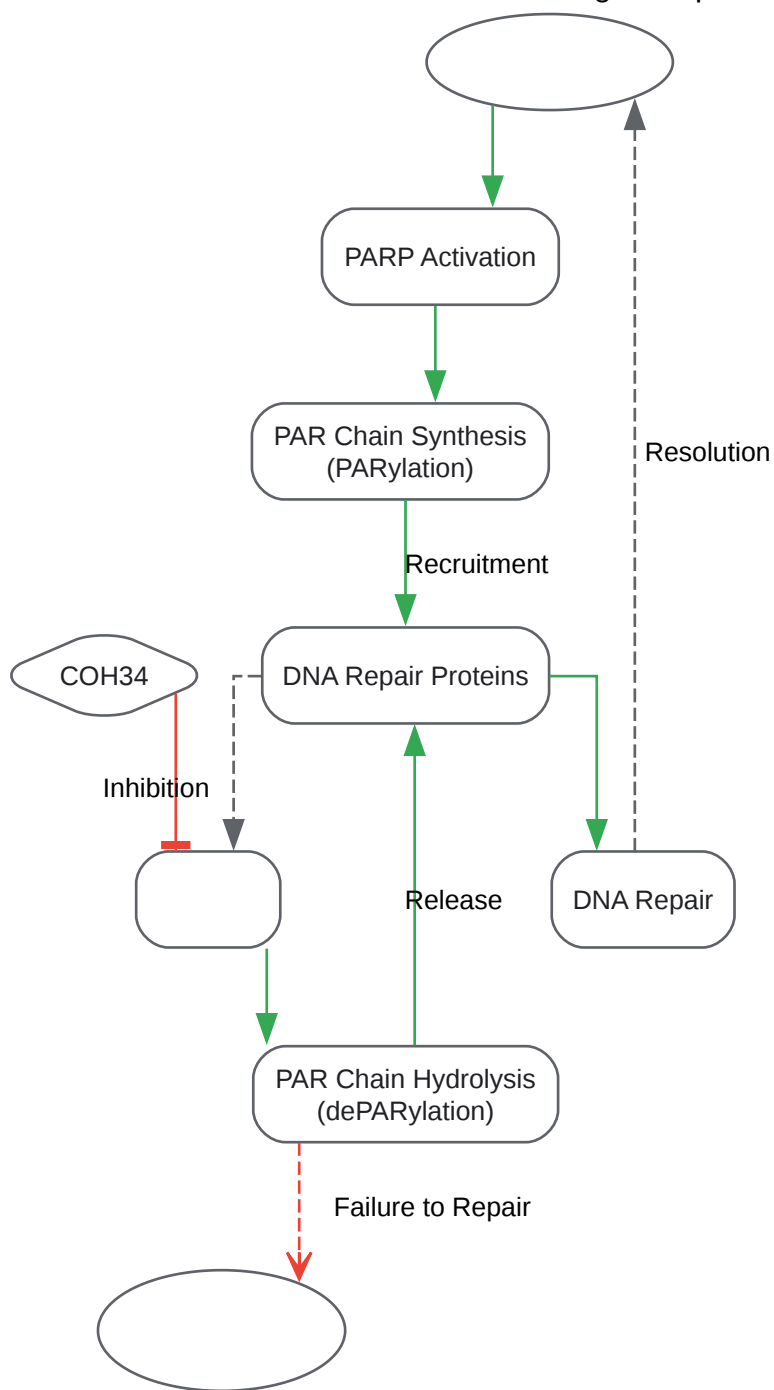 PARP Activation
PAR Chain Synthesis
(PARylation)
Resolution
Recruitment
COH34
DNA Repair Proteins
Inhibition
Release
DNA Repair
PAR Chain Hydrolysis
(dePARylation)
Failure to Repair